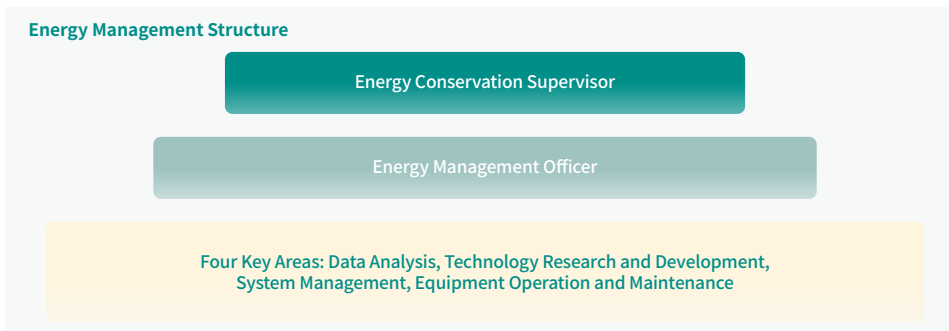 Energy Management Structure
Energy Conservation Supervisor
Energy Management Officer
Four Key Areas: Data Analysis, Technology Research and Development,
System Management, Equipment Operation and Maintenance